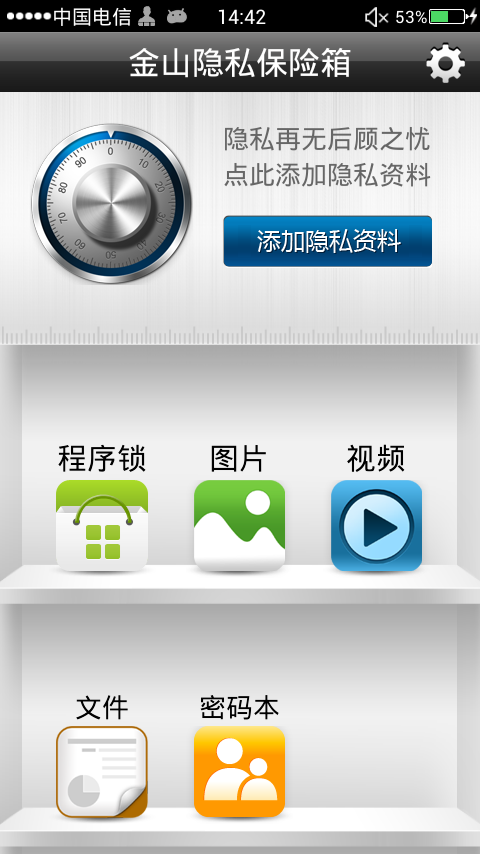 中国电信 14:42 53%
金山隐私保险箱
隐私再无后顾之忧
点此添加隐私资料
添加隐私资料
0 10 20 30 40 50 60 70 80 90
程序锁 图片 视频
文件 密码本